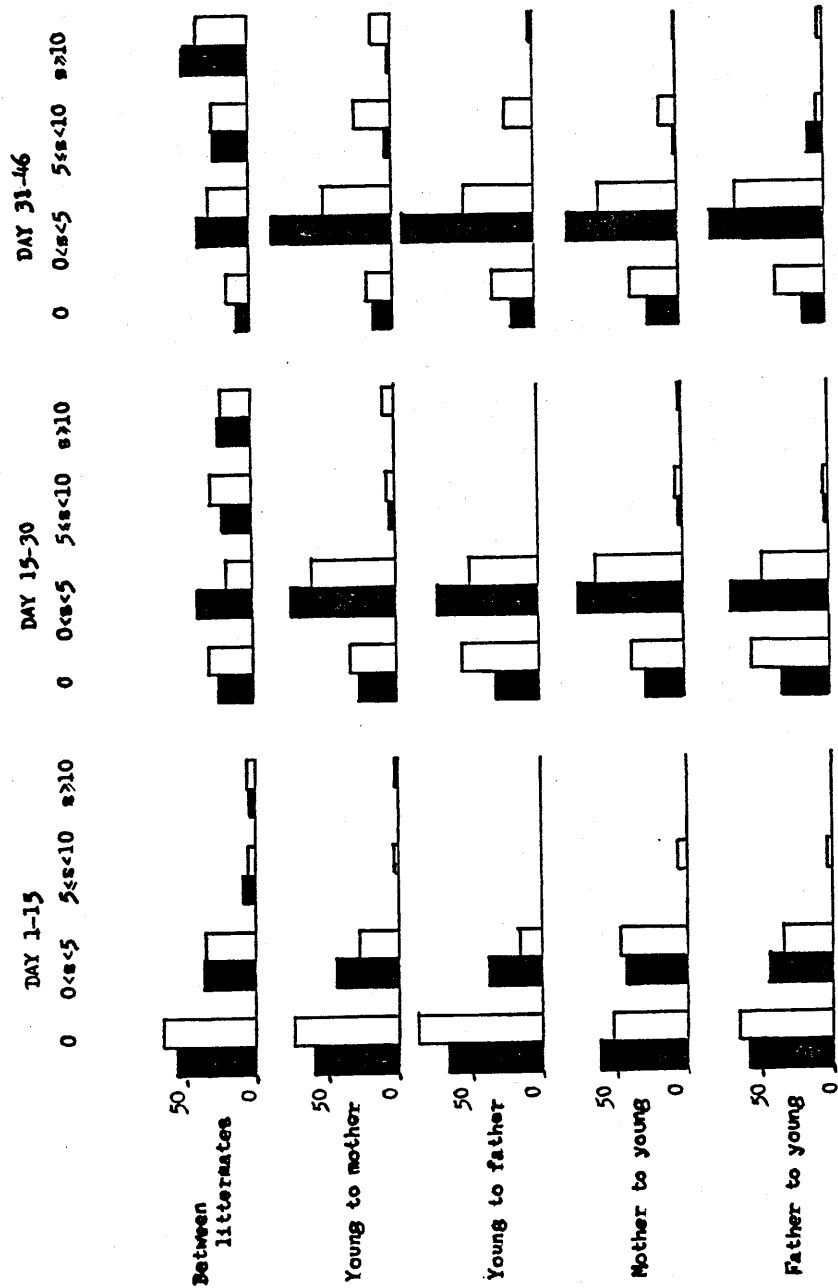 DAY 1-15
0 0<s<5 5≤s<10 s≥10
DAY 15-30
0 0<s<5 5≤s<10 s≥10
DAY 31-46
0 0<s<5 5≤s<10 s≥10
Between
littermates
50
0
Young to mother
50
0
Young to father
50
0
Mother to young
50
0
Father to young
50
0